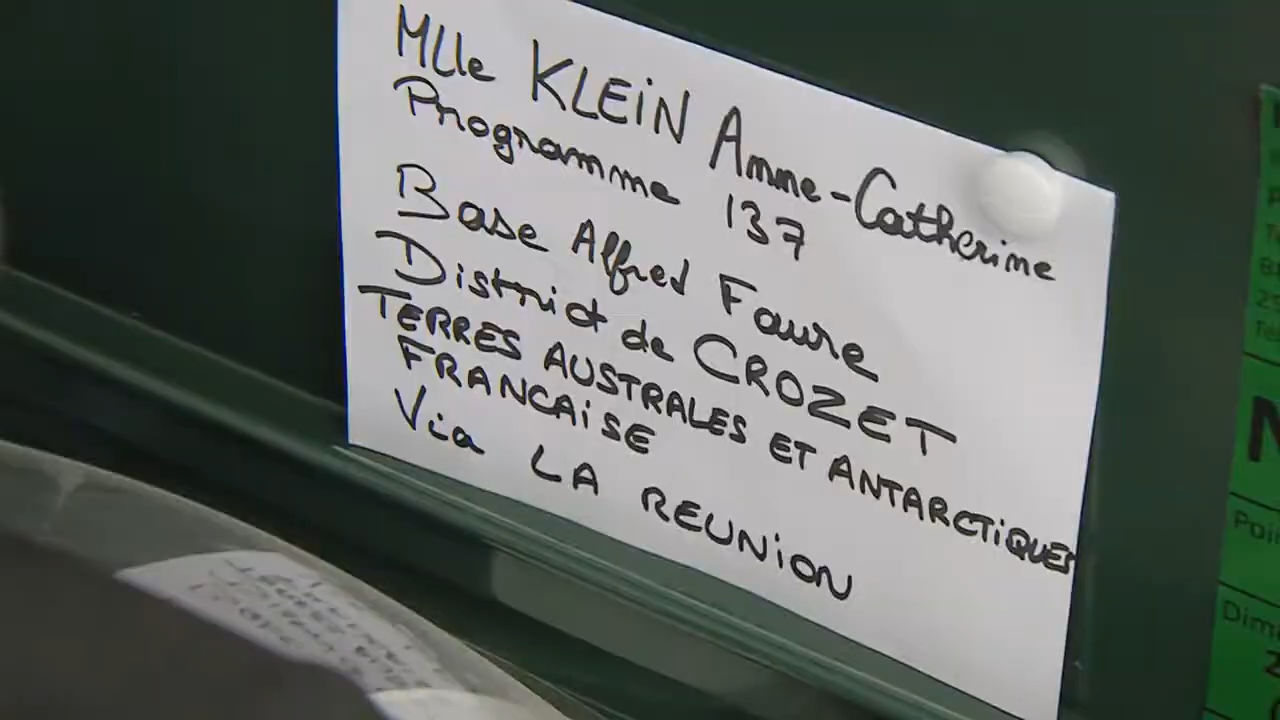 Mlle KLEiN Anne-Catherine
Programme 137
Base Alfred Faure
District de CROZET
TERRES AUSTRALES ET ANTARCTiQUES
FRANCAiSE
Via LA REUNiON
Dim